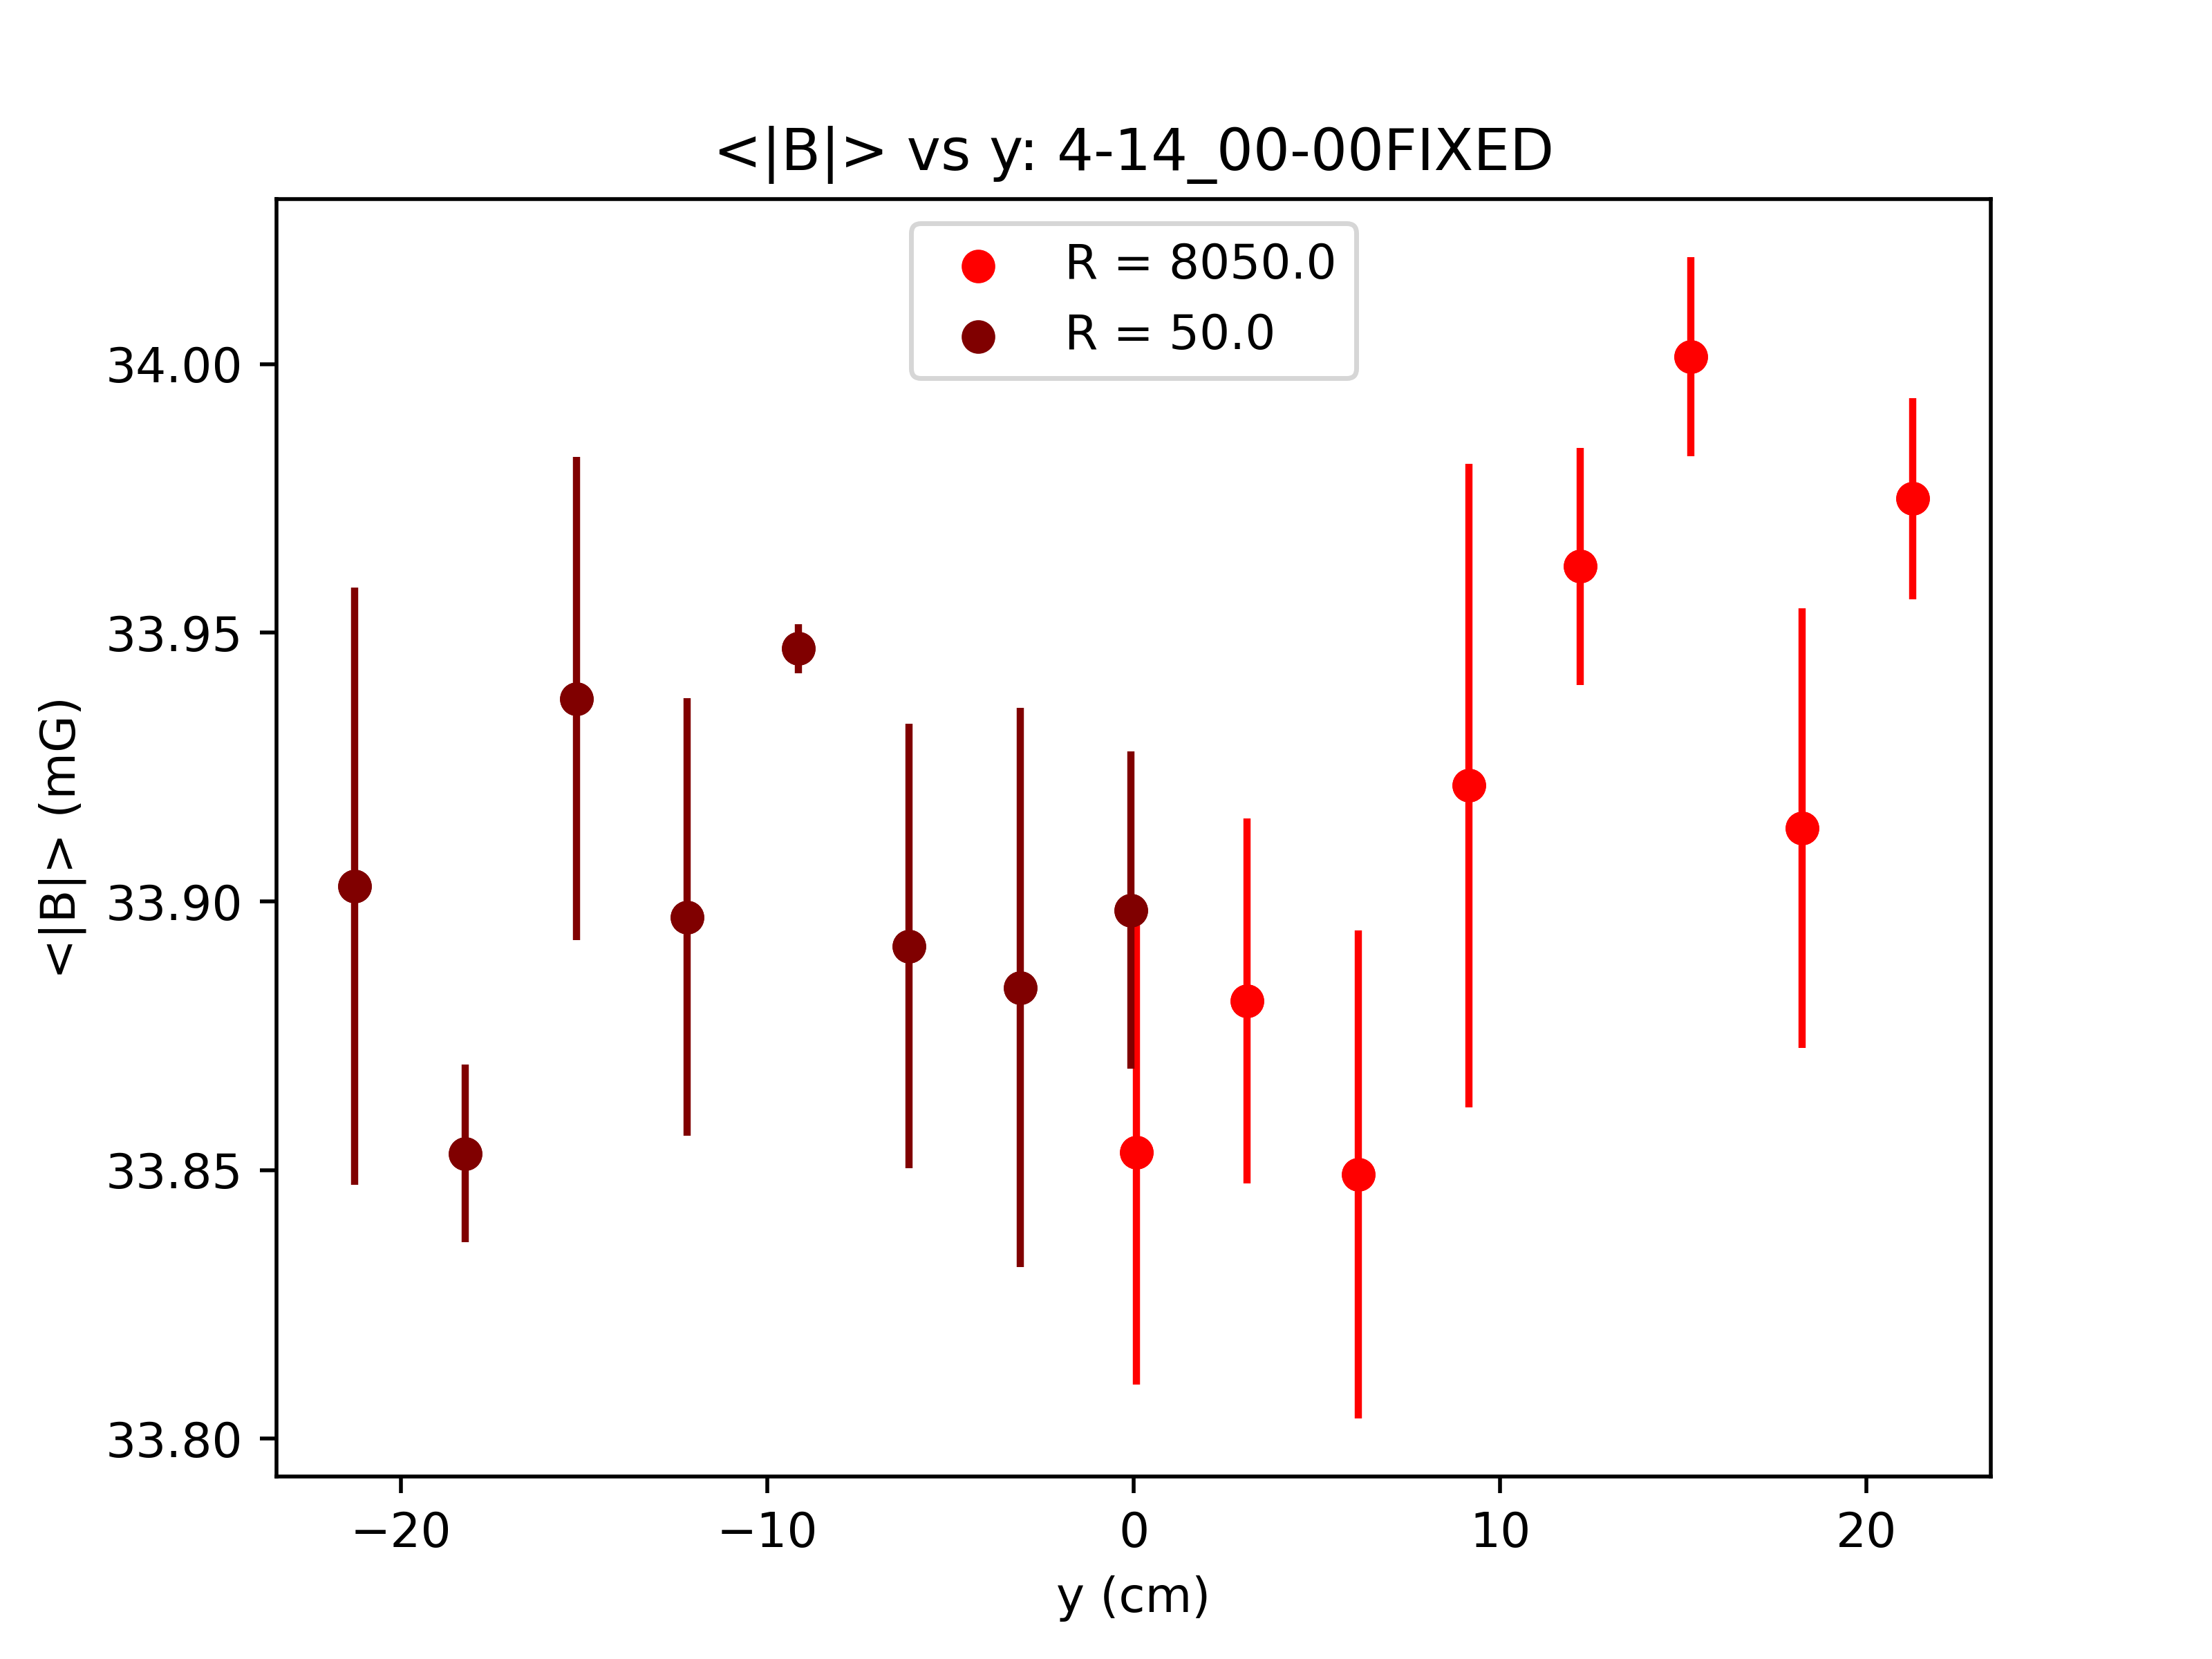 <|B|> vs y: 4-14_00-00FIXED
R = 8050.0
R = 50.0
34.00
33.95
33.90
33.85
33.80
<|B|> (mG)
−20
−10
0
10
20
y (cm)